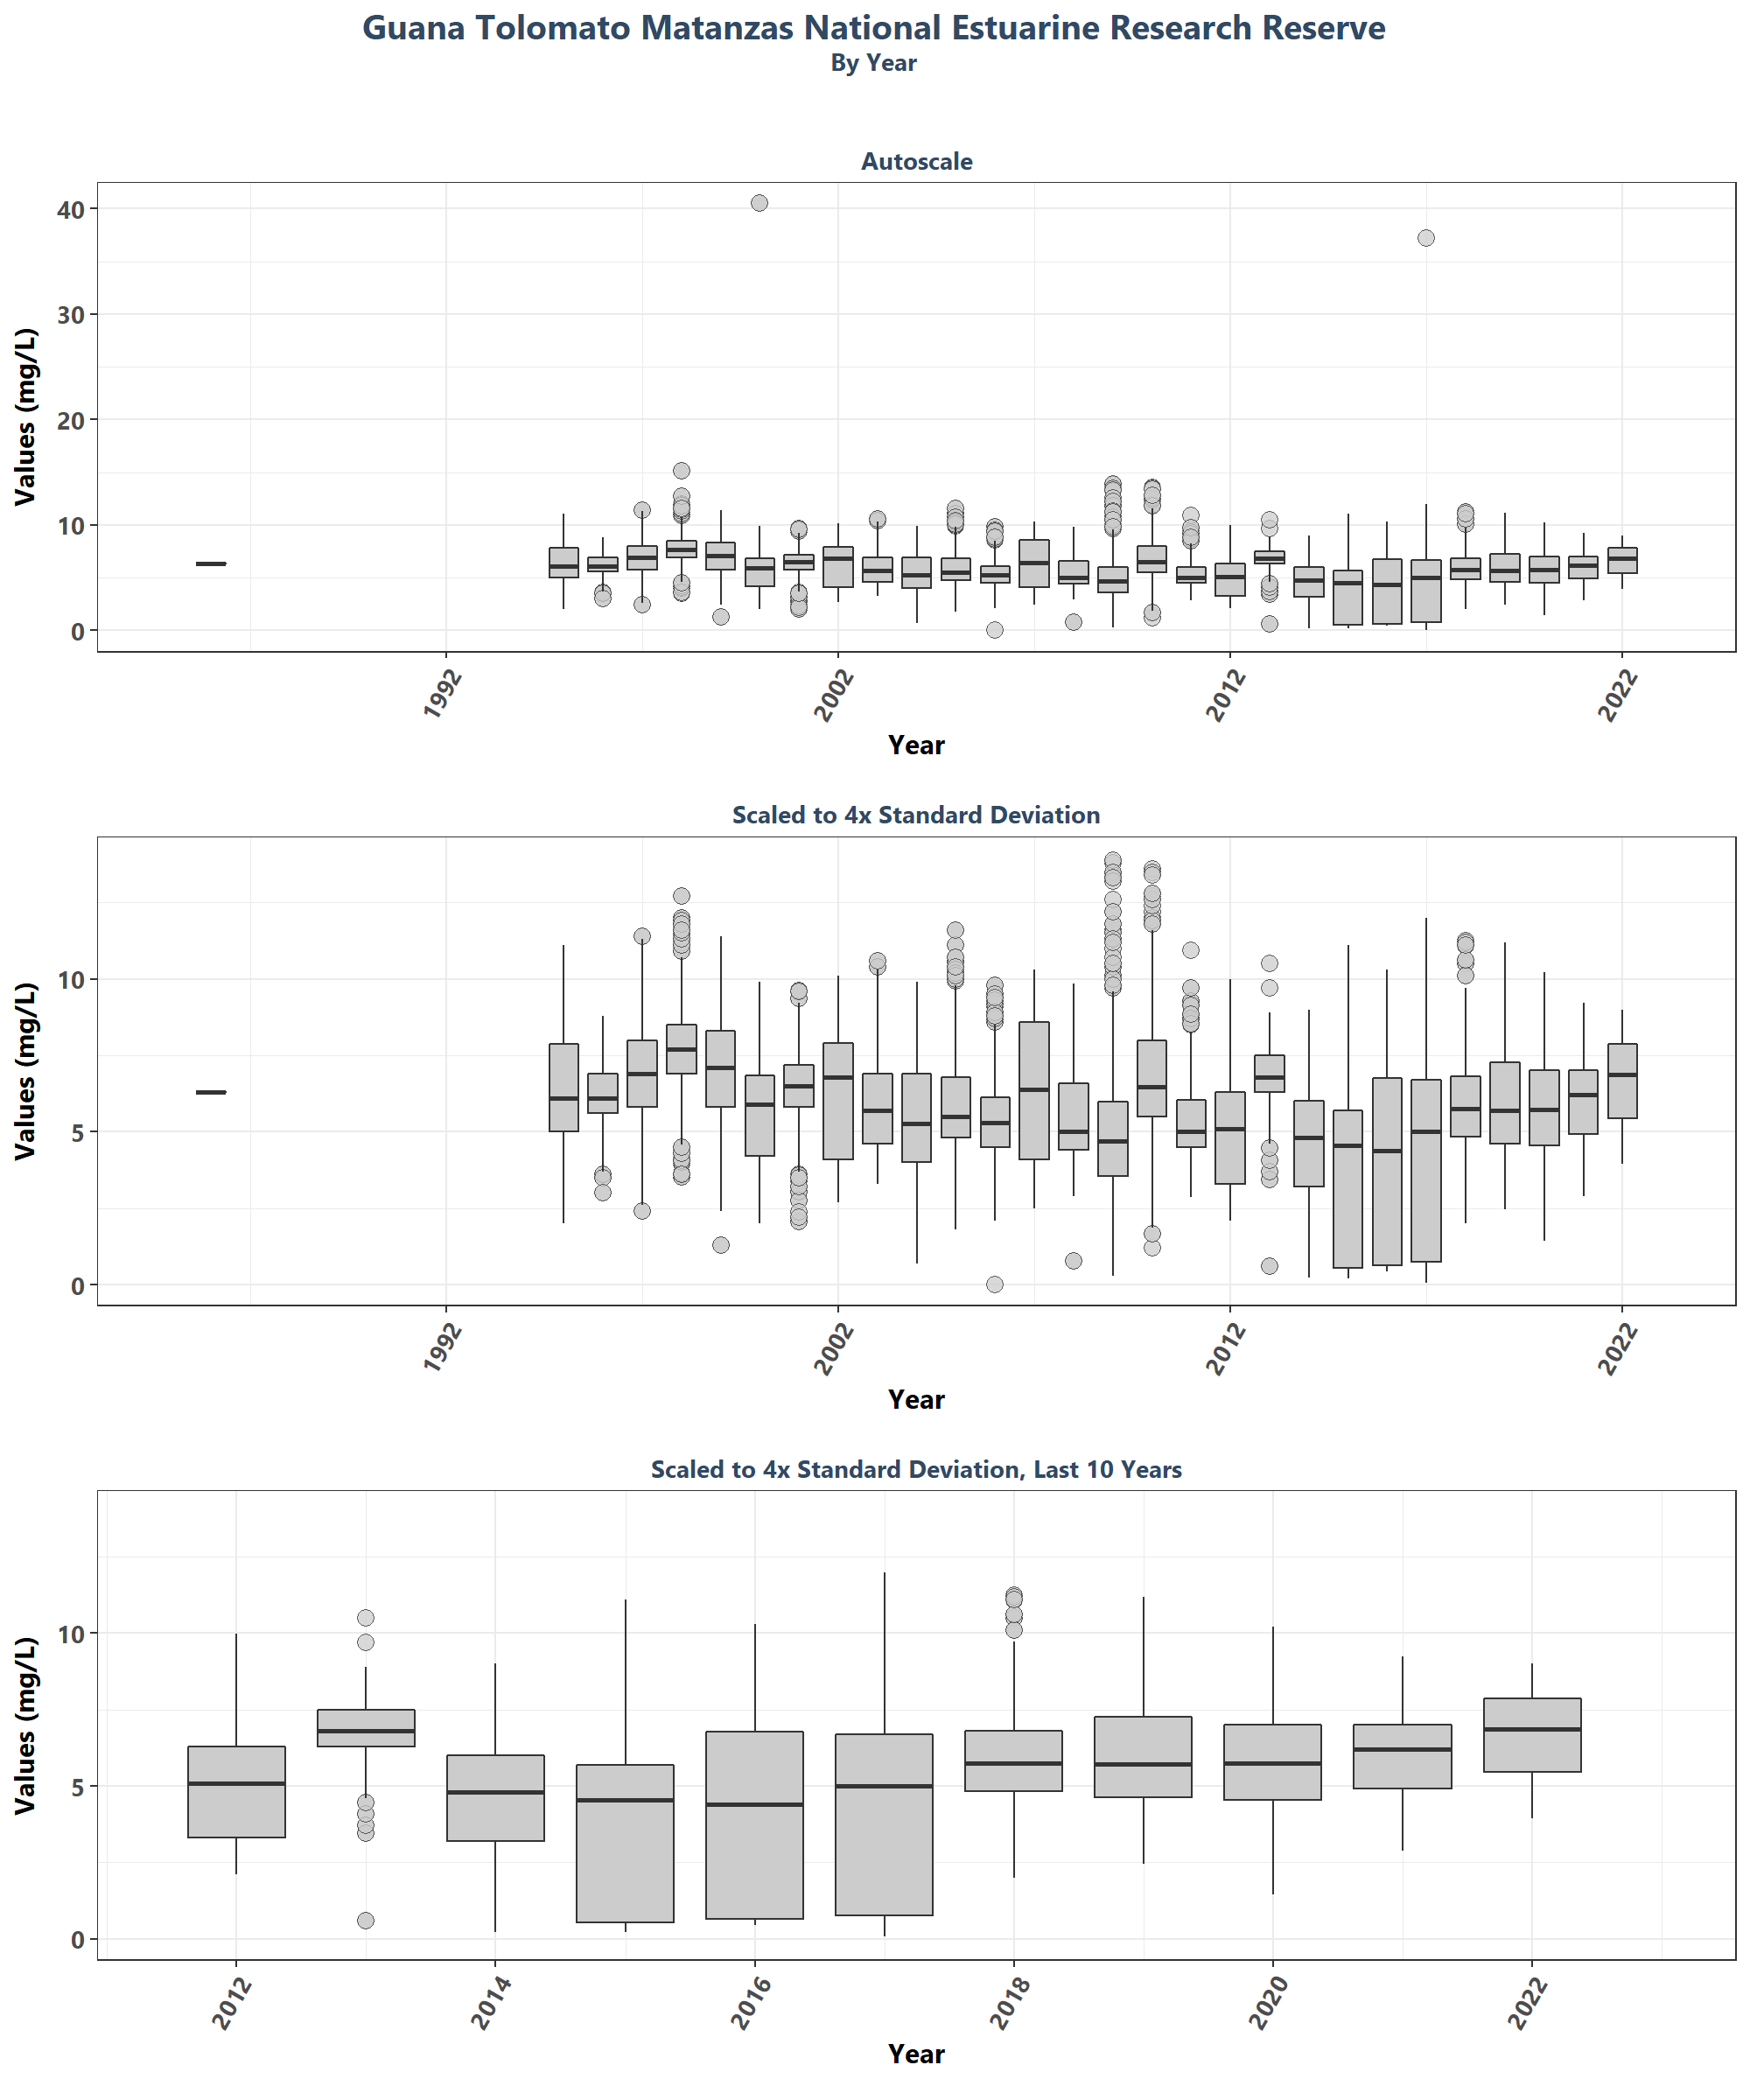 Guana Tolomato Matanzas National Estuarine Research Reserve
By Year
Autoscale
Values (mg/L)
40
30
20
10
0
1992
2002
2012
2022
Year
Scaled to 4x Standard Deviation
Values (mg/L)
10
5
0
1992
2002
2012
2022
Year
Scaled to 4x Standard Deviation, Last 10 Years
Values (mg/L)
10
5
0
2012
2014
2016
2018
2020
2022
Year